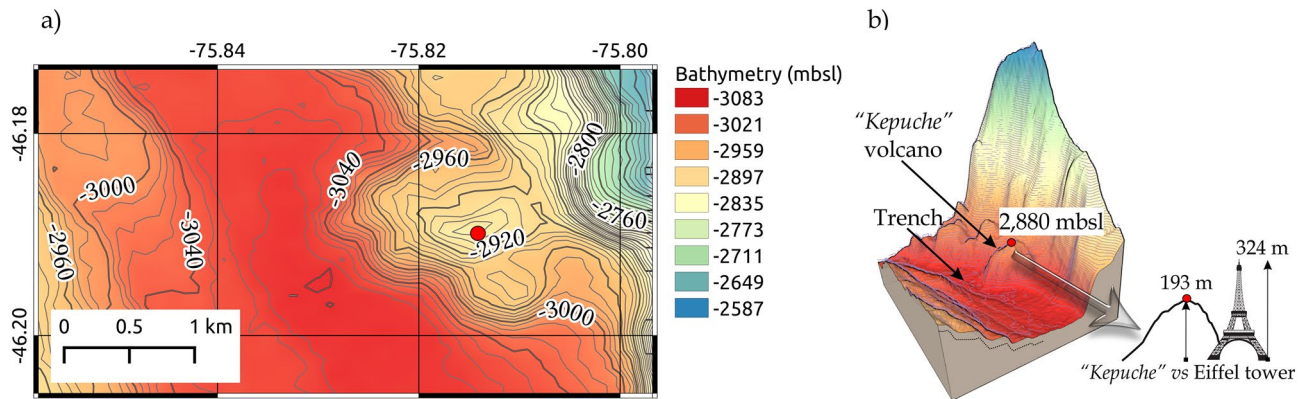 a)
-75.84 -75.82 -75.80
-46.18
-46.20
-2960
-3000
-3040
-3040
-2960
-2920
-3000
-2800
-2760
0 0.5 1 km
Bathymetry (mbsl)
-3083
-3021
-2959
-2897
-2835
-2773
-2711
-2649
-2587
b)
“Kepuche”
volcano
Trench
2,880 mbsl
193 m
324 m
“Kepuche” vs Eiffel tower